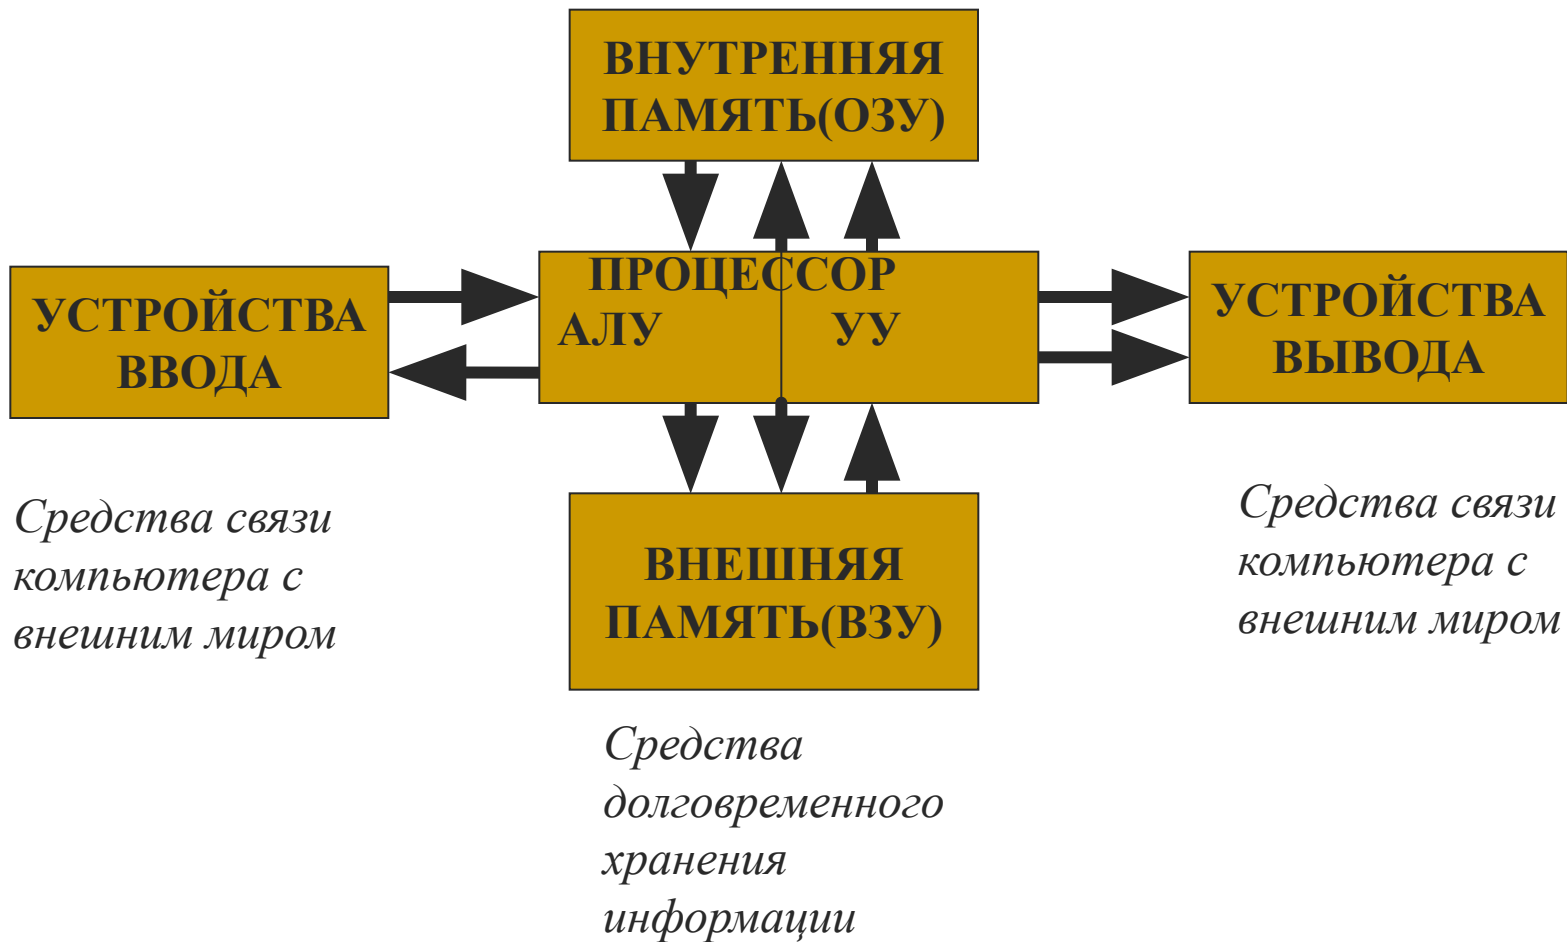 ВНУТРЕННЯЯ
ПАМЯТЬ(ОЗУ)
УСТРОЙСТВА
ВВОДА
ПРОЦЕССОР
АЛУ УУ
УСТРОЙСТВА
ВЫВОДА
Средства связи
компьютера с
внешним миром
ВНЕШНЯЯ
ПАМЯТЬ(ВЗУ)
Средства связи
компьютера с
внешним миром
Средства
долговременного
хранения
информации